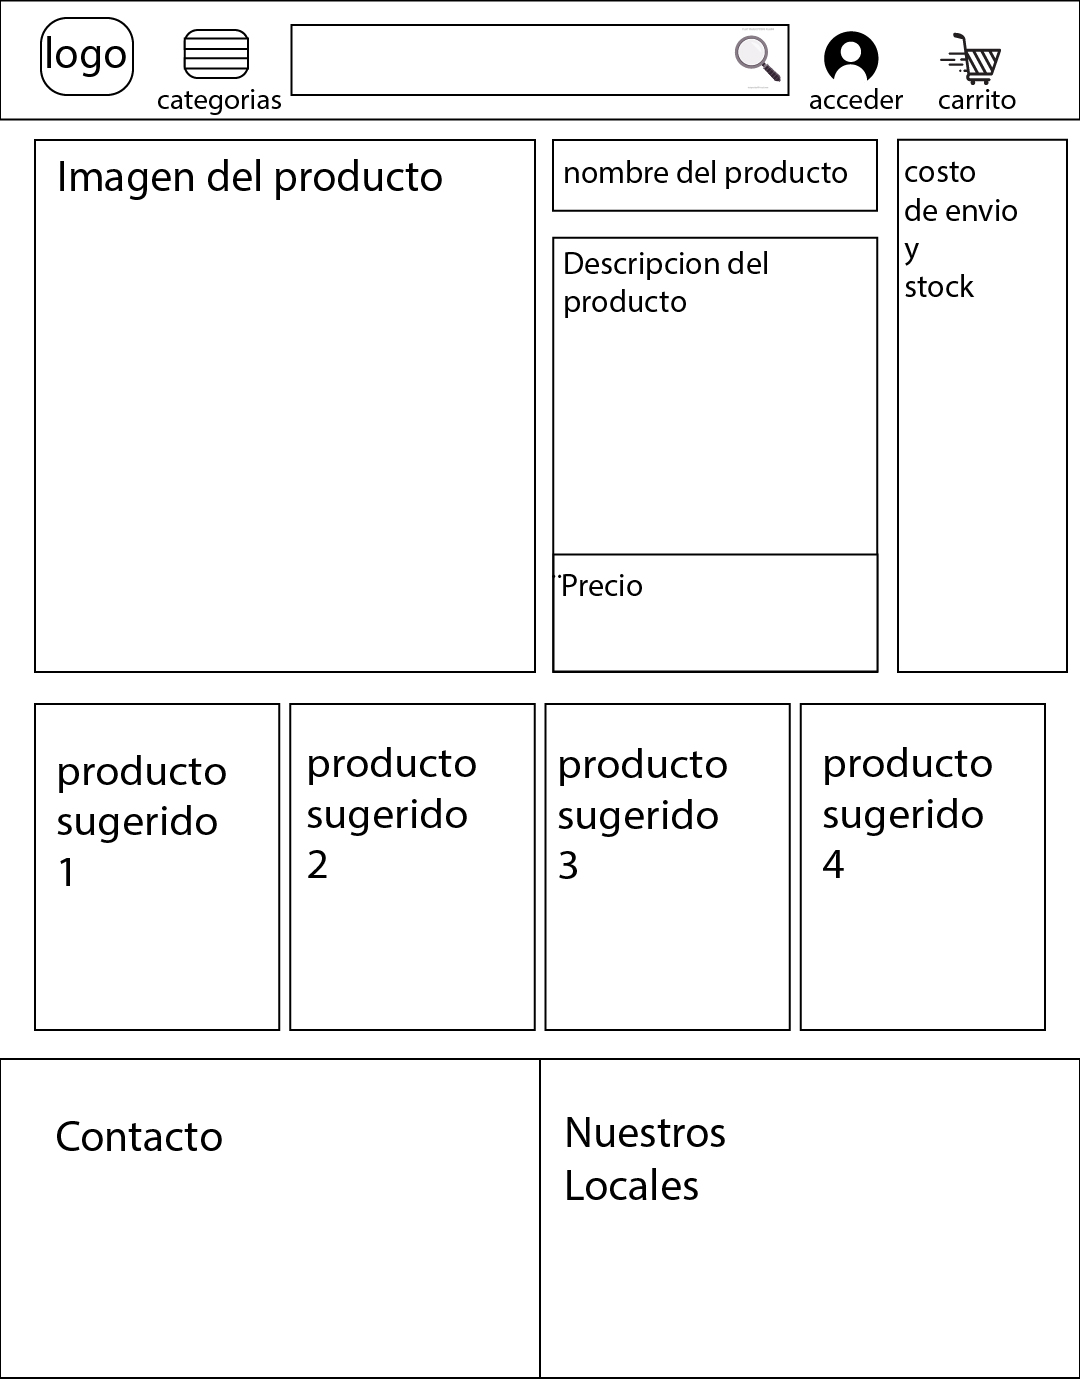 logo
categorias
acceder
carrito
Imagen del producto
nombre del producto
Descripcion del
producto
¨Precio
costo
de envio
y
stock
producto
sugerido
1
producto
sugerido
2
producto
sugerido
3
producto
sugerido
4
Contacto
Nuestros
Locales